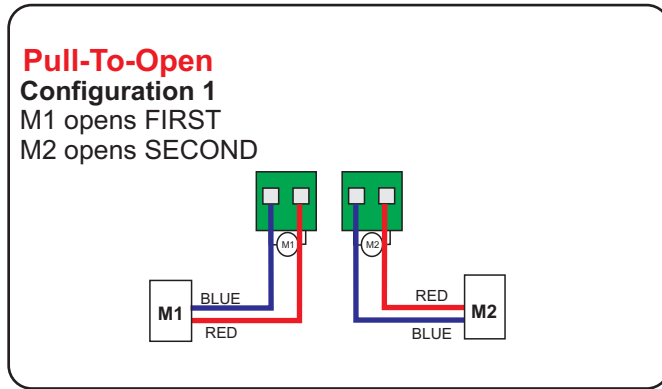 Pull-To-Open
Configuration 1
M1 opens FIRST
M2 opens SECOND
M1 M2
BLUE RED
M1 M2
RED BLUE